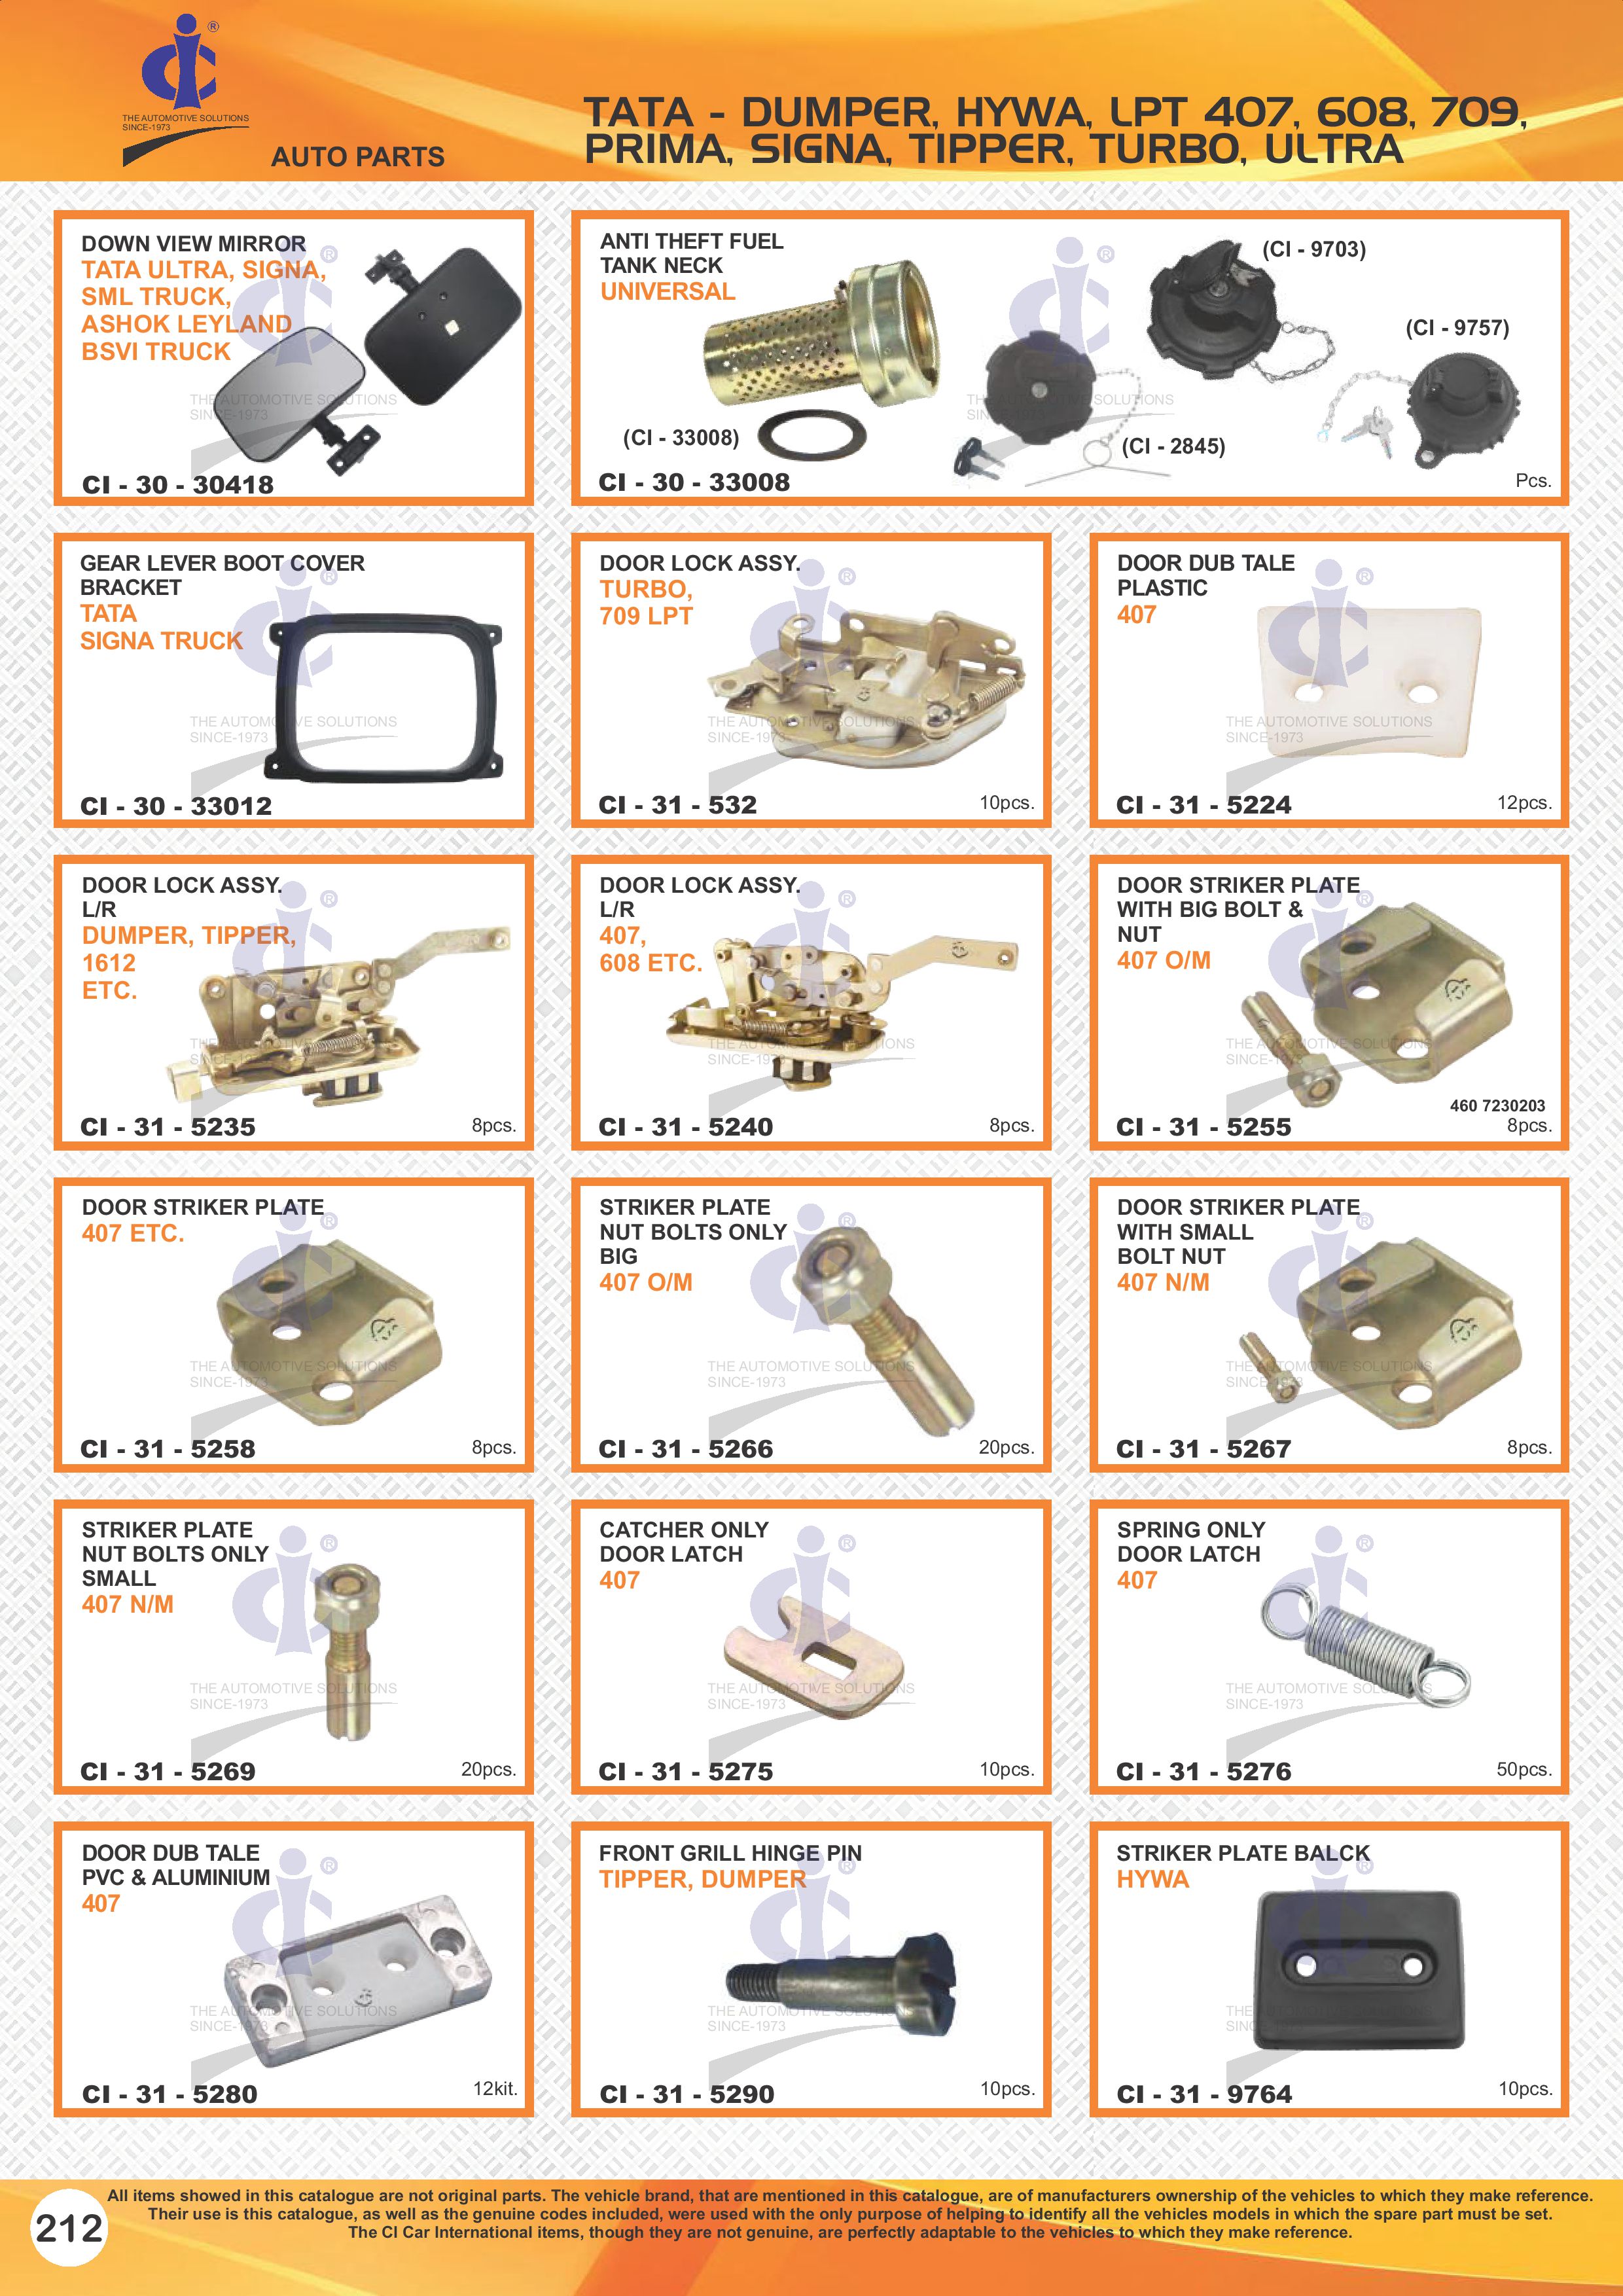 ®
THE AUTOMOTIVE SOLUTIONS
SINCE-1973
AUTO PARTS
TATA - DUMPER, HYWA, LPT 407, 608, 709,
PRIMA, SIGNA, TIPPER, TURBO, ULTRA
DOWN VIEW MIRROR
TATA ULTRA, SIGNA,
SML TRUCK,
ASHOK LEYLAND
BSVI TRUCK
CI - 30 - 30418
ANTI THEFT FUEL
TANK NECK
UNIVERSAL
(CI - 9703)
(CI - 9757)
(CI - 33008)
(CI - 2845)
CI - 30 - 33008
Pcs.
GEAR LEVER BOOT COVER
BRACKET
TATA
SIGNA TRUCK
CI - 30 - 33012
DOOR LOCK ASSY.
TURBO,
709 LPT
CI - 31 - 532
10pcs.
DOOR DUB TALE
PLASTIC
407
CI - 31 - 5224
12pcs.
DOOR LOCK ASSY.
L/R
DUMPER, TIPPER,
1612
ETC.
CI - 31 - 5235
8pcs.
DOOR LOCK ASSY.
L/R
407,
608 ETC.
CI - 31 - 5240
8pcs.
DOOR STRIKER PLATE
WITH BIG BOLT &
NUT
407 O/M
460 7230203
CI - 31 - 5255
8pcs.
DOOR STRIKER PLATE
407 ETC.
CI - 31 - 5258
8pcs.
STRIKER PLATE
NUT BOLTS ONLY
BIG
407 O/M
CI - 31 - 5266
20pcs.
DOOR STRIKER PLATE
WITH SMALL
BOLT NUT
407 N/M
CI - 31 - 5267
8pcs.
STRIKER PLATE
NUT BOLTS ONLY
SMALL
407 N/M
CI - 31 - 5269
20pcs.
CATCHER ONLY
DOOR LATCH
407
CI - 31 - 5275
10pcs.
SPRING ONLY
DOOR LATCH
407
CI - 31 - 5276
50pcs.
DOOR DUB TALE
PVC & ALUMINIUM
407
CI - 31 - 5280
12kit.
FRONT GRILL HINGE PIN
TIPPER, DUMPER
CI - 31 - 5290
10pcs.
STRIKER PLATE BALCK
HYWA
CI - 31 - 9764
10pcs.
212
All items showed in this catalogue are not original parts. The vehicle brand, that are mentioned in this catalogue, are of manufacturers ownership of the vehicles to which they make reference.
Their use is this catalogue, as well as the genuine codes included, were used with the only purpose of helping to identify all the vehicles models in which the spare part must be set.
The CI Car International items, though they are not genuine, are perfectly adaptable to the vehicles to which they make reference.